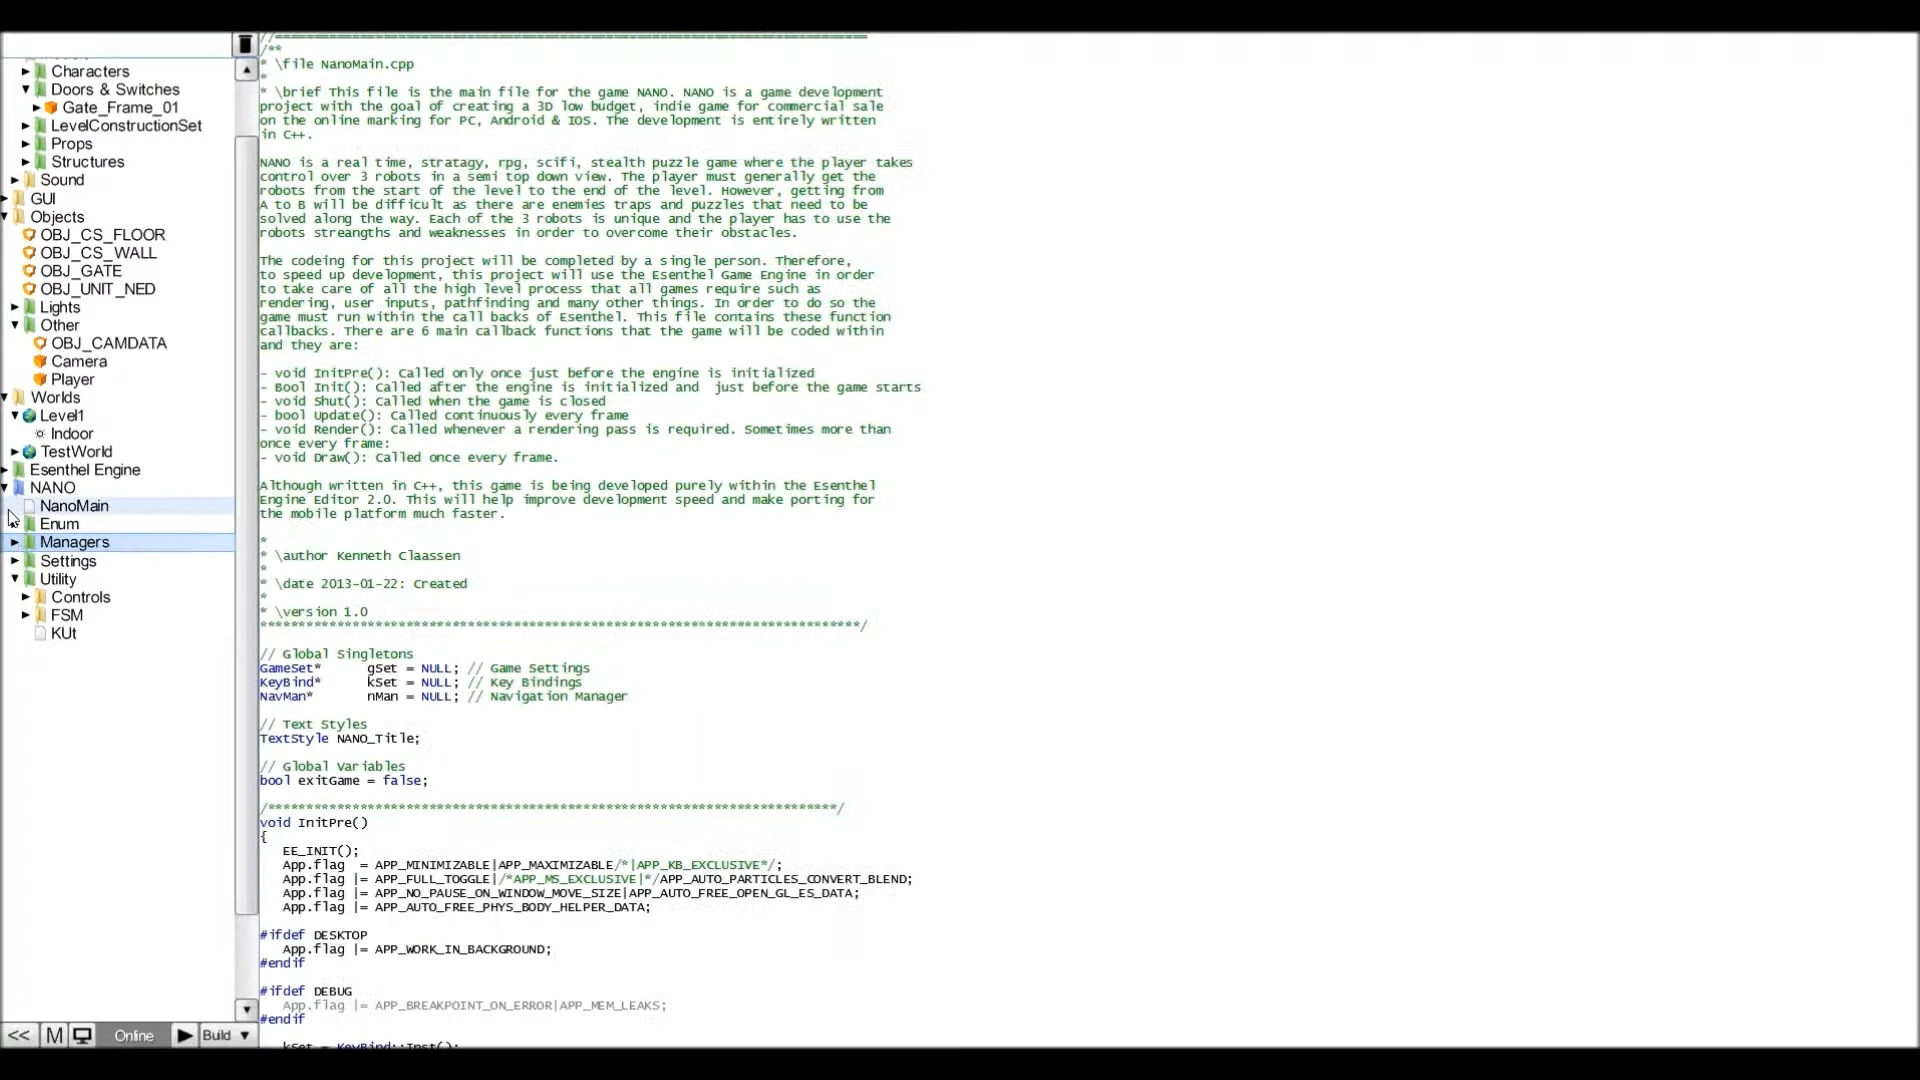 Characters
Doors & Switches
Gate_Frame_01
LevelConstructionSet
Props
Structures
Sound
GUI
Objects
OBJ_CS_FLOOR
OBJ_CS_WALL
OBJ_GATE
OBJ_UNIT_NED
Lights
Other
OBJ_CAMDATA
Camera
Player
Worlds
Level1
Indoor
TestWorld
Esenthel Engine
NANO
NanoMain
Enum
Managers
Settings
Utility
Controls
FSM
KUt
<< M Online Build
//==============================================================================
/**
* \file NanoMain.cpp
*
* \brief This file is the main file for the game NANO. NANO is a game development
project with the goal of creating a 3D low budget, indie game for commercial sale
on the online marking for PC, Android & IOS. The development is entirely written
in C++.
NANO is a real time, stratagy, rpg, scifi, stealth puzzle game where the player takes
control over 3 robots in a semi top down view. The player must generally get the
robots from the start of the level to the end of the level. However, getting from
A to B will be difficult as there are enemies traps and puzzles that need to be
solved along the way. Each of the 3 robots is unique and the player has to use the
robots streangths and weaknesses in order to overcome their obstacles.
The codeing for this project will be completed by a single person. Therefore,
to speed up development, this project will use the Esenthel Game Engine in order
to take care of all the high level process that all games require such as
rendering, user inputs, pathfinding and many other things. In order to do so the
game must run within the call backs of Esenthel. This file contains these function
callbacks. There are 6 main callback functions that the game will be coded within
and they are:
- void InitPre(): Called only once just before the engine is initialized
- Bool Init(): Called after the engine is initialized and  just before the game starts
- void Shut(): Called when the game is closed
- bool Update(): Called continuously every frame
- void Render(): Called whenever a rendering pass is required. Sometimes more than
once every frame:
- void Draw(): Called once every frame.
Although written in C++, this game is being developed purely within the Esenthel
Engine Editor 2.0. This will help improve development speed and make porting for
the mobile platform much faster.
*
* \author Kenneth Claassen
*
* \date 2013-01-22: Created
*
* \version 1.0
******************************************************************************/
// Global Singletons
GameSet*      gSet = NULL; // Game Settings
KeyBind*      kSet = NULL; // Key Bindings
NavMan*       nMan = NULL; // Navigation Manager
// Text Styles
TextStyle NANO_Title;
// Global Variables
bool exitGame = false;
/**************************************************************************/
void InitPre()
{
EE_INIT();
App.flag  = APP_MINIMIZABLE|APP_MAXIMIZABLE/*|APP_KB_EXCLUSIVE*/;
App.flag |= APP_FULL_TOGGLE|/*APP_MS_EXCLUSIVE|*/APP_AUTO_PARTICLES_CONVERT_BLEND;
App.flag |= APP_NO_PAUSE_ON_WINDOW_MOVE_SIZE|APP_AUTO_FREE_OPEN_GL_ES_DATA;
App.flag |= APP_AUTO_FREE_PHYS_BODY_HELPER_DATA;
#ifdef DESKTOP
App.flag |= APP_WORK_IN_BACKGROUND;
#endif
#ifdef DEBUG
App.flag |= APP_BREAKPOINT_ON_ERROR|APP_MEM_LEAKS;
#endif
kSet = KeyBind::Inst();